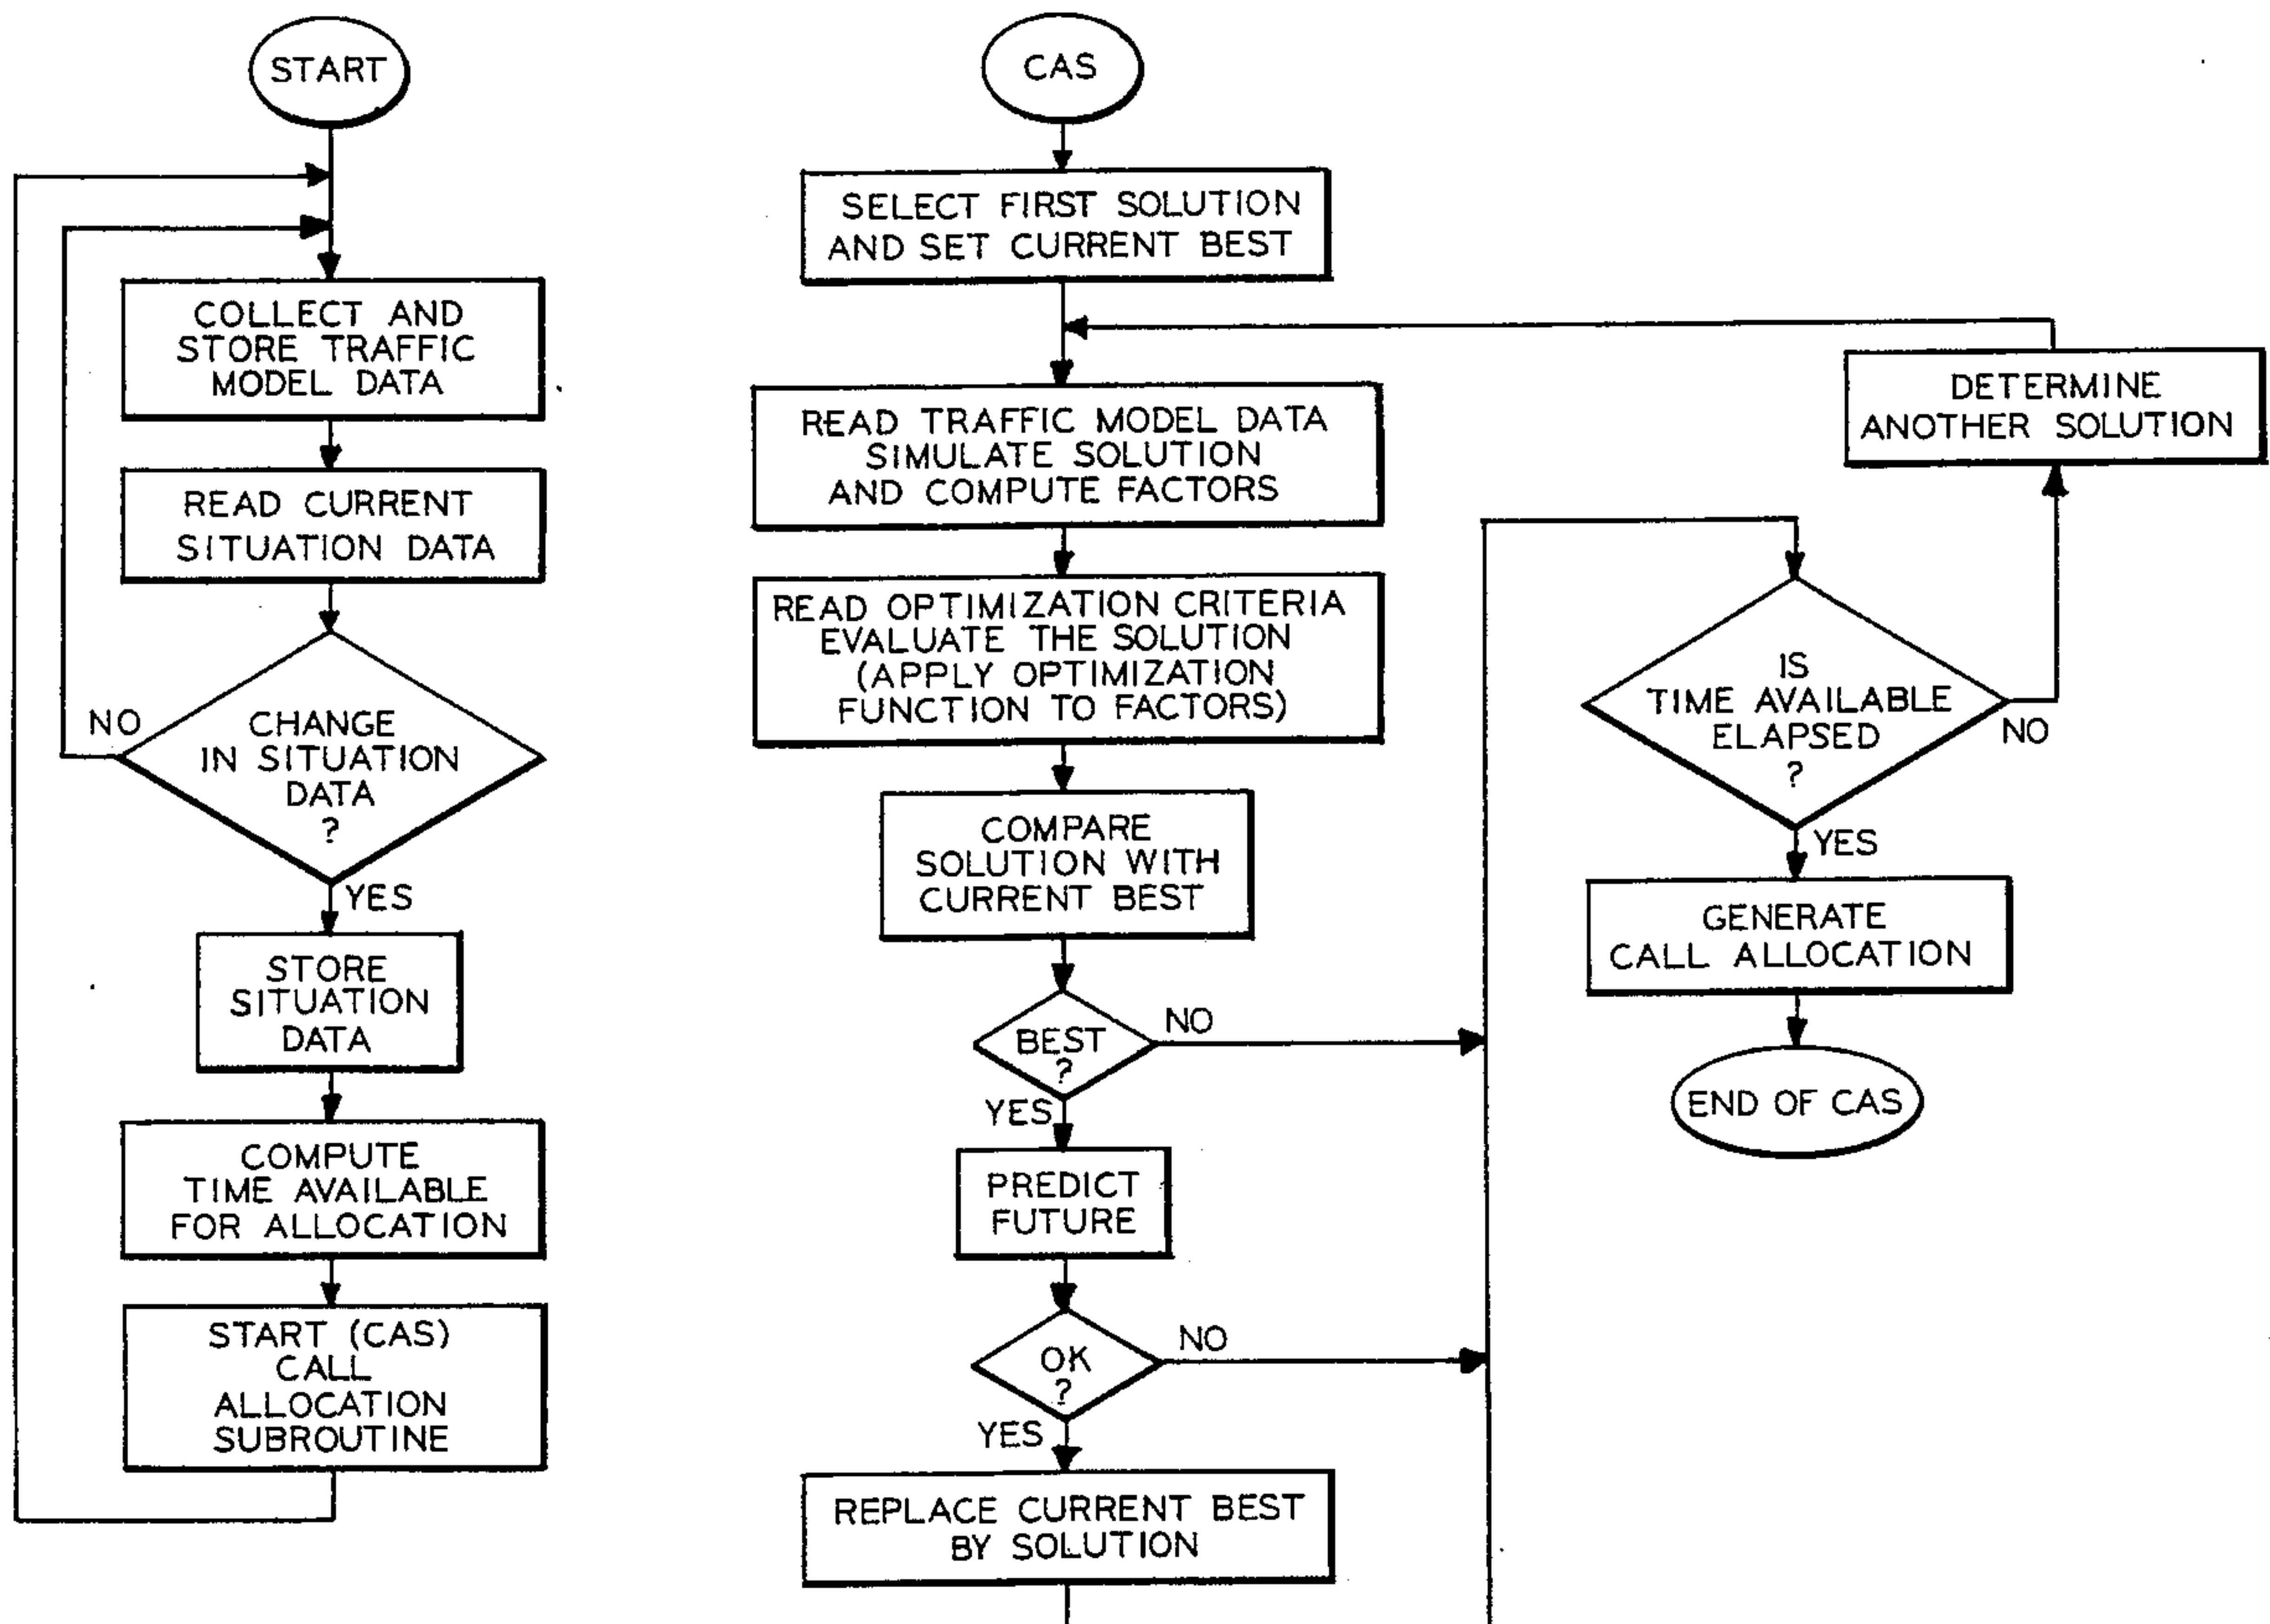 START
COLLECT AND
STORE TRAFFIC
MODEL DATA
READ CURRENT
SITUATION DATA
NO
CHANGE
IN SITUATION
DATA
?
YES
STORE
SITUATION
DATA
COMPUTE
TIME AVAILABLE
FOR ALLOCATION
START (CAS)
CALL
ALLOCATION
SUBROUTINE
CAS
SELECT FIRST SOLUTION
AND SET CURRENT BEST
READ TRAFFIC MODEL DATA
SIMULATE SOLUTION
AND COMPUTE FACTORS
READ OPTIMIZATION CRITERIA
EVALUATE THE SOLUTION
(APPLY OPTIMIZATION
FUNCTION TO FACTORS)
COMPARE
SOLUTION WITH
CURRENT BEST
BEST
?
NO
YES
PREDICT
FUTURE
OK
?
NO
YES
REPLACE CURRENT BEST
BY SOLUTION
DETERMINE
ANOTHER SOLUTION
IS
TIME AVAILABLE
ELAPSED
?
NO
YES
GENERATE
CALL ALLOCATION
END OF CAS